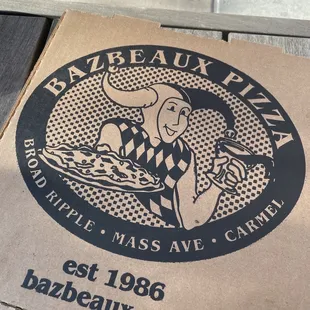 BAZBEAUX PIZZA
BROAD RIPPLE • MASS AVE • CARMEL
est 1986
bazbeaux